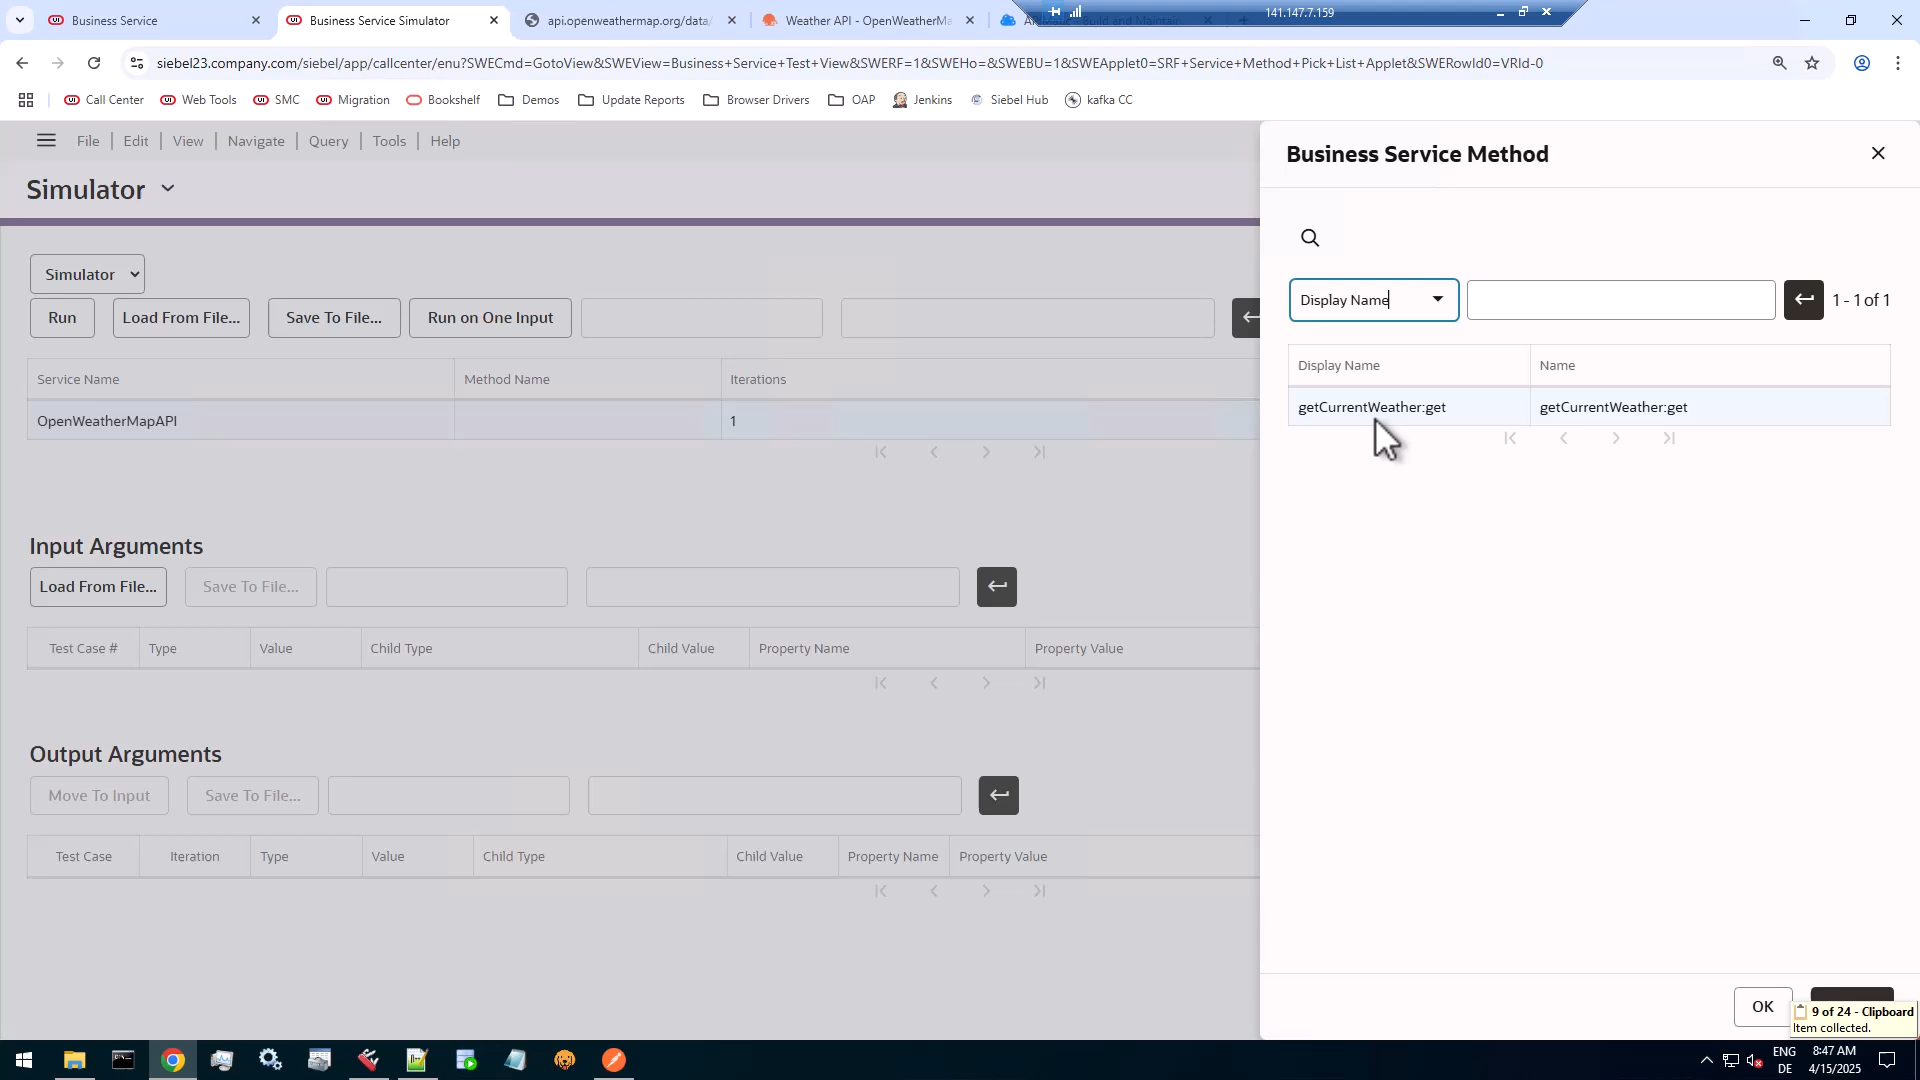 Business Service
Business Service Simulator
api.openweathermap.org/data/
Weather API - OpenWeatherMa
141.147.7.159
siebel23.company.com/siebel/app/callcenter/enu?SWECmd=GotoView&SWEView=Business+Service+Test+View&SWERF=1&SWEHo=&SWEBU=1&SWEApplet0=SRF+Service+Method+Pick+List+Applet&SWERowId0=VRId-0
Call Center
Web Tools
SMC
Migration
Bookshelf
Demos
Update Reports
Browser Drivers
OAP
Jenkins
Siebel Hub
kafka CC
File
Edit
View
Navigate
Query
Tools
Help
Simulator
Simulator
Run
Load From File...
Save To File...
Run on One Input
Service Name
Method Name
Iterations
OpenWeatherMapAPI
1
Input Arguments
Load From File...
Save To File...
Test Case #
Type
Value
Child Type
Child Value
Property Name
Property Value
Output Arguments
Move To Input
Save To File...
Test Case
Iteration
Type
Value
Child Type
Child Value
Property Name
Property Value
Business Service Method
Display Name
1 - 1 of 1
Display Name
Name
getCurrentWeather:get
getCurrentWeather:get
OK
9 of 24 - Clipboard
Item collected.
ENG
DE
8:47 AM
4/15/2025